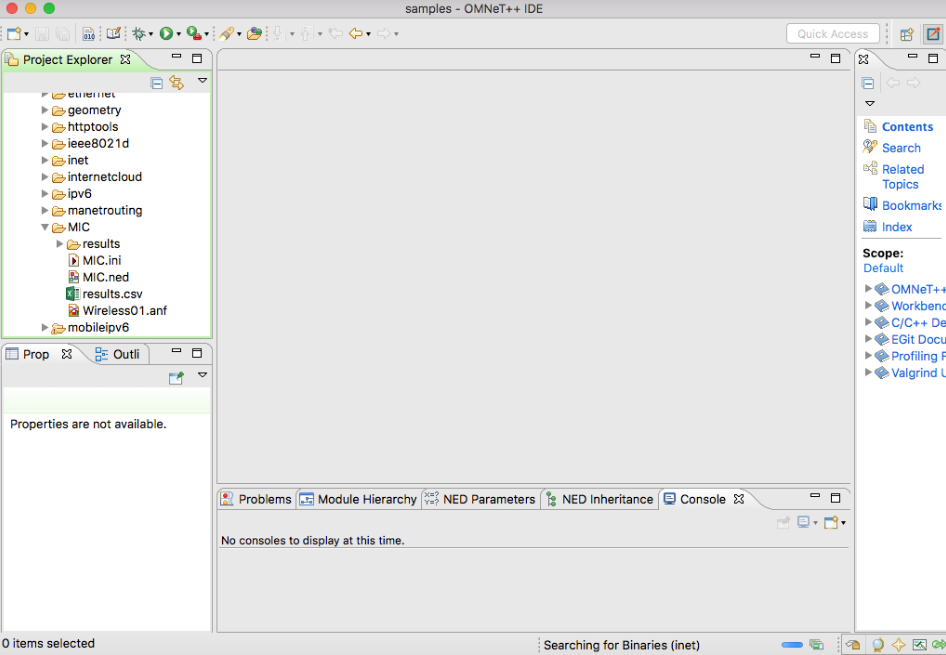 samples - OMNeT++ IDE
Quick Access
Project Explorer
ethernet
geometry
httptools
ieee8021d
inet
internetcloud
ipv6
manetrouting
MIC
results
MIC.ini
MIC.ned
results.csv
Wireless01.anf
mobileipv6
Prop
Outli
Properties are not available.
Problems
Module Hierarchy
NED Parameters
NED Inheritance
Console
No consoles to display at this time.
Contents
Search
Related
Topics
Bookmarks
Index
Scope:
Default
OMNeT++
Workbenc
C/C++ De
EGit Docu
Profiling F
Valgrind U
0 items selected
Searching for Binaries (inet)